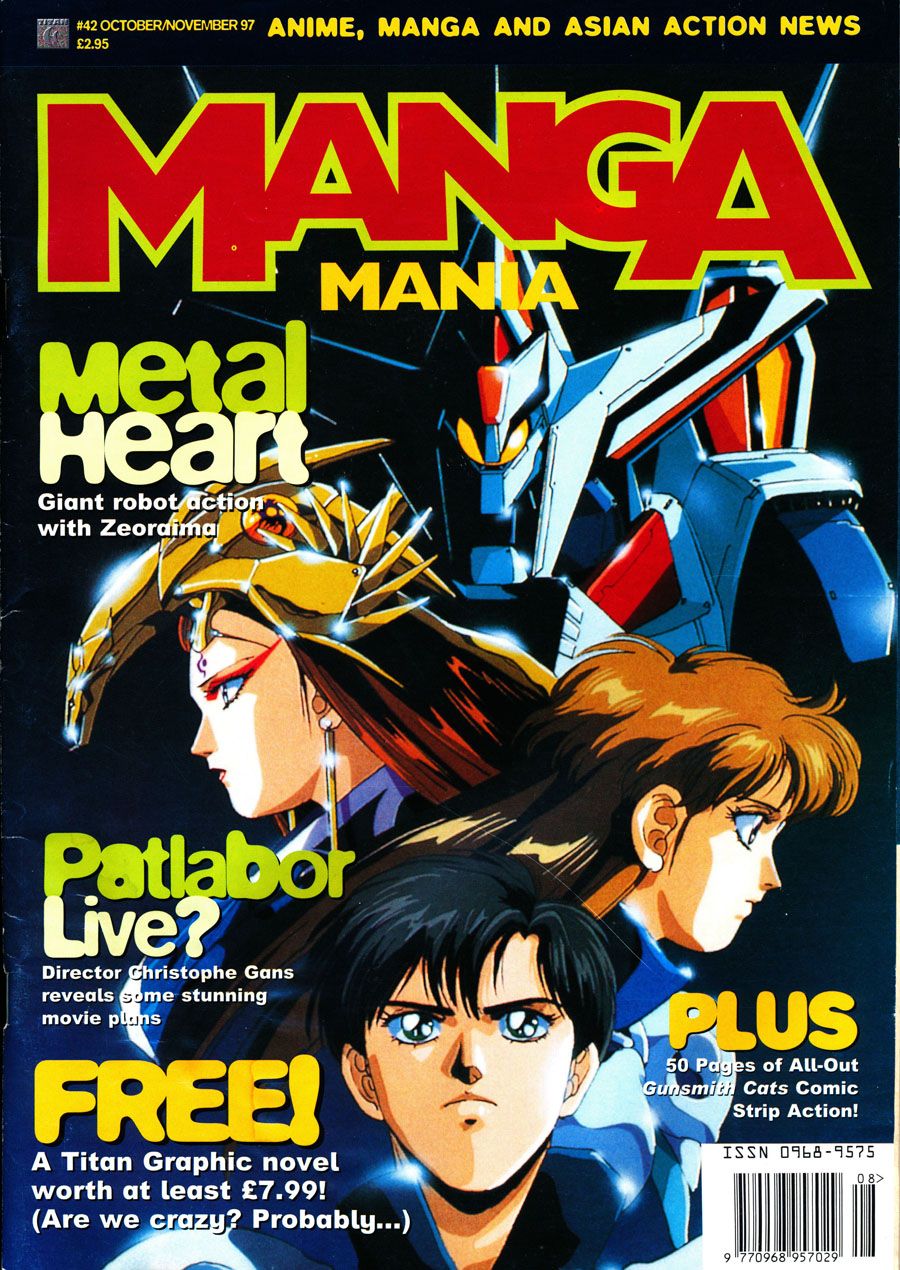 TITAN
#42 OCTOBER/NOVEMBER 97
£2.95
ANIME, MANGA AND ASIAN ACTION NEWS
MANGA
MANIA
Metal
Heart
Giant robot action
with Zeoraima
Patlabor
Live?
Director Christophe Gans
reveals some stunning
movie plans
FREE!
A Titan Graphic novel
worth at least £7.99!
(Are we crazy? Probably...)
PLUS
50 Pages of All-Out
Gunsmith Cats Comic
Strip Action!
ISSN 0968-9575
08>
9 770968 957029